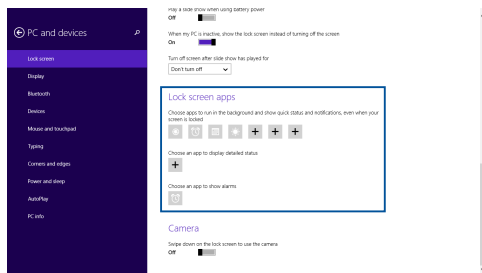 PC and devices
Lock screen
Display
Bluetooth
Devices
Mouse and touchpad
Typing
Corners and edges
Power and sleep
AutoPlay
PC info
Play a slide show when using battery power
Off
When my PC is inactive, show the lock screen instead of turning off the screen
On
Turn off screen after slide show has played for
Don't turn off
Lock screen apps
Choose apps to run in the background and show quick status and notifications, even when your
screen is locked
Choose an app to display detailed status
Choose an app to show alarms
Camera
Swipe down on the lock screen to use the camera
Off